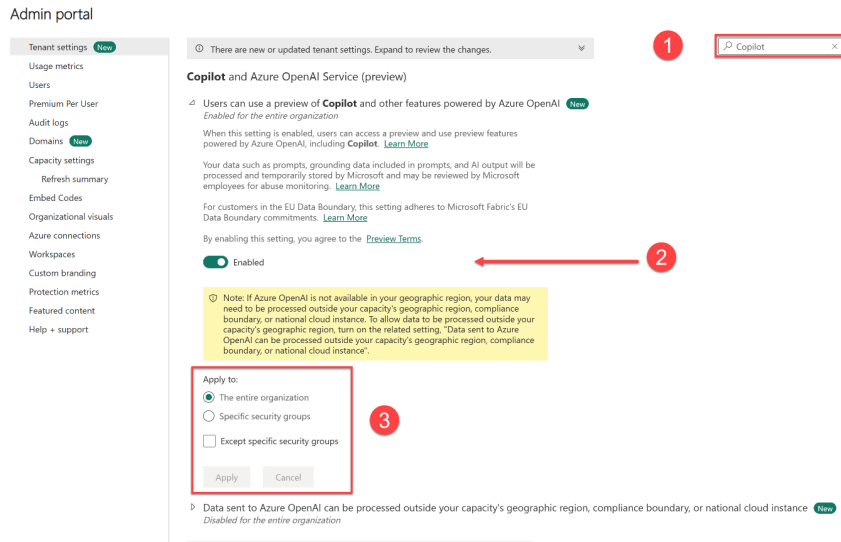 Admin portal
Tenant settings New
Usage metrics
Users
Premium Per User
Audit logs
Domains New
Capacity settings
Refresh summary
Embed Codes
Organizational visuals
Azure connections
Workspaces
Custom branding
Protection metrics
Featured content
Help + support
There are new or updated tenant settings. Expand to review the changes.
1
Copilot
Copilot and Azure OpenAI Service (preview)
Users can use a preview of Copilot and other features powered by Azure OpenAI New
Enabled for the entire organization
When this setting is enabled, users can access a preview and use preview features
powered by Azure OpenAI, including Copilot. Learn More
Your data such as prompts, grounding data included in prompts, and AI output will be
processed and temporarily stored by Microsoft and may be reviewed by Microsoft
employees for abuse monitoring. Learn More
For customers in the EU Data Boundary, this setting adheres to Microsoft Fabric's EU
Data Boundary commitments. Learn More
By enabling this setting, you agree to the Preview Terms.
Enabled
2
Note: If Azure OpenAI is not available in your geographic region, your data may
need to be processed outside your capacity's geographic region, compliance
boundary, or national cloud instance. To allow data to be processed outside your
capacity's geographic region, turn on the related setting, "Data sent to Azure
OpenAI can be processed outside your capacity's geographic region, compliance
boundary, or national cloud instance".
Apply to:
The entire organization
Specific security groups
3
Except specific security groups
Apply Cancel
Data sent to Azure OpenAI can be processed outside your capacity's geographic region, compliance boundary, or national cloud instance New
Disabled for the entire organization